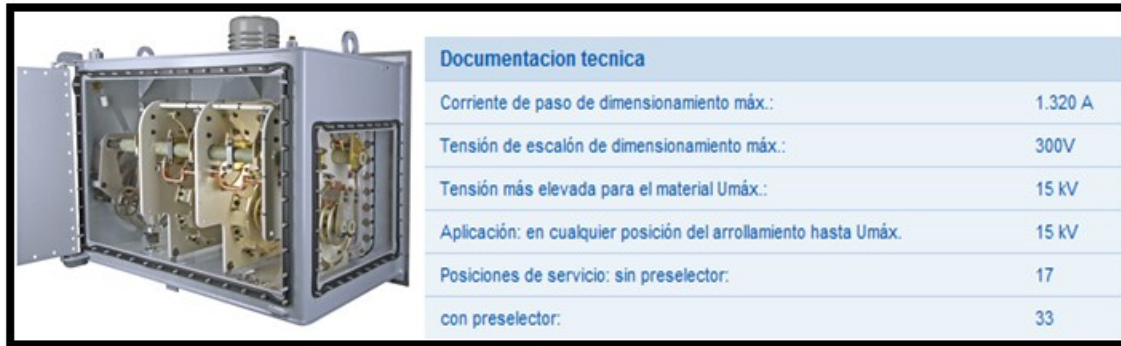 Documentacion tecnica
Corriente de paso de dimensionamiento máx.: 1.320 A
Tensión de escalón de dimensionamiento máx.: 300V
Tensión más elevada para el material Umáx.: 15 kV
Aplicación: en cualquier posición del arrollamiento hasta Umáx. 15 kV
Posiciones de servicio: sin preselector: 17
con preselector: 33